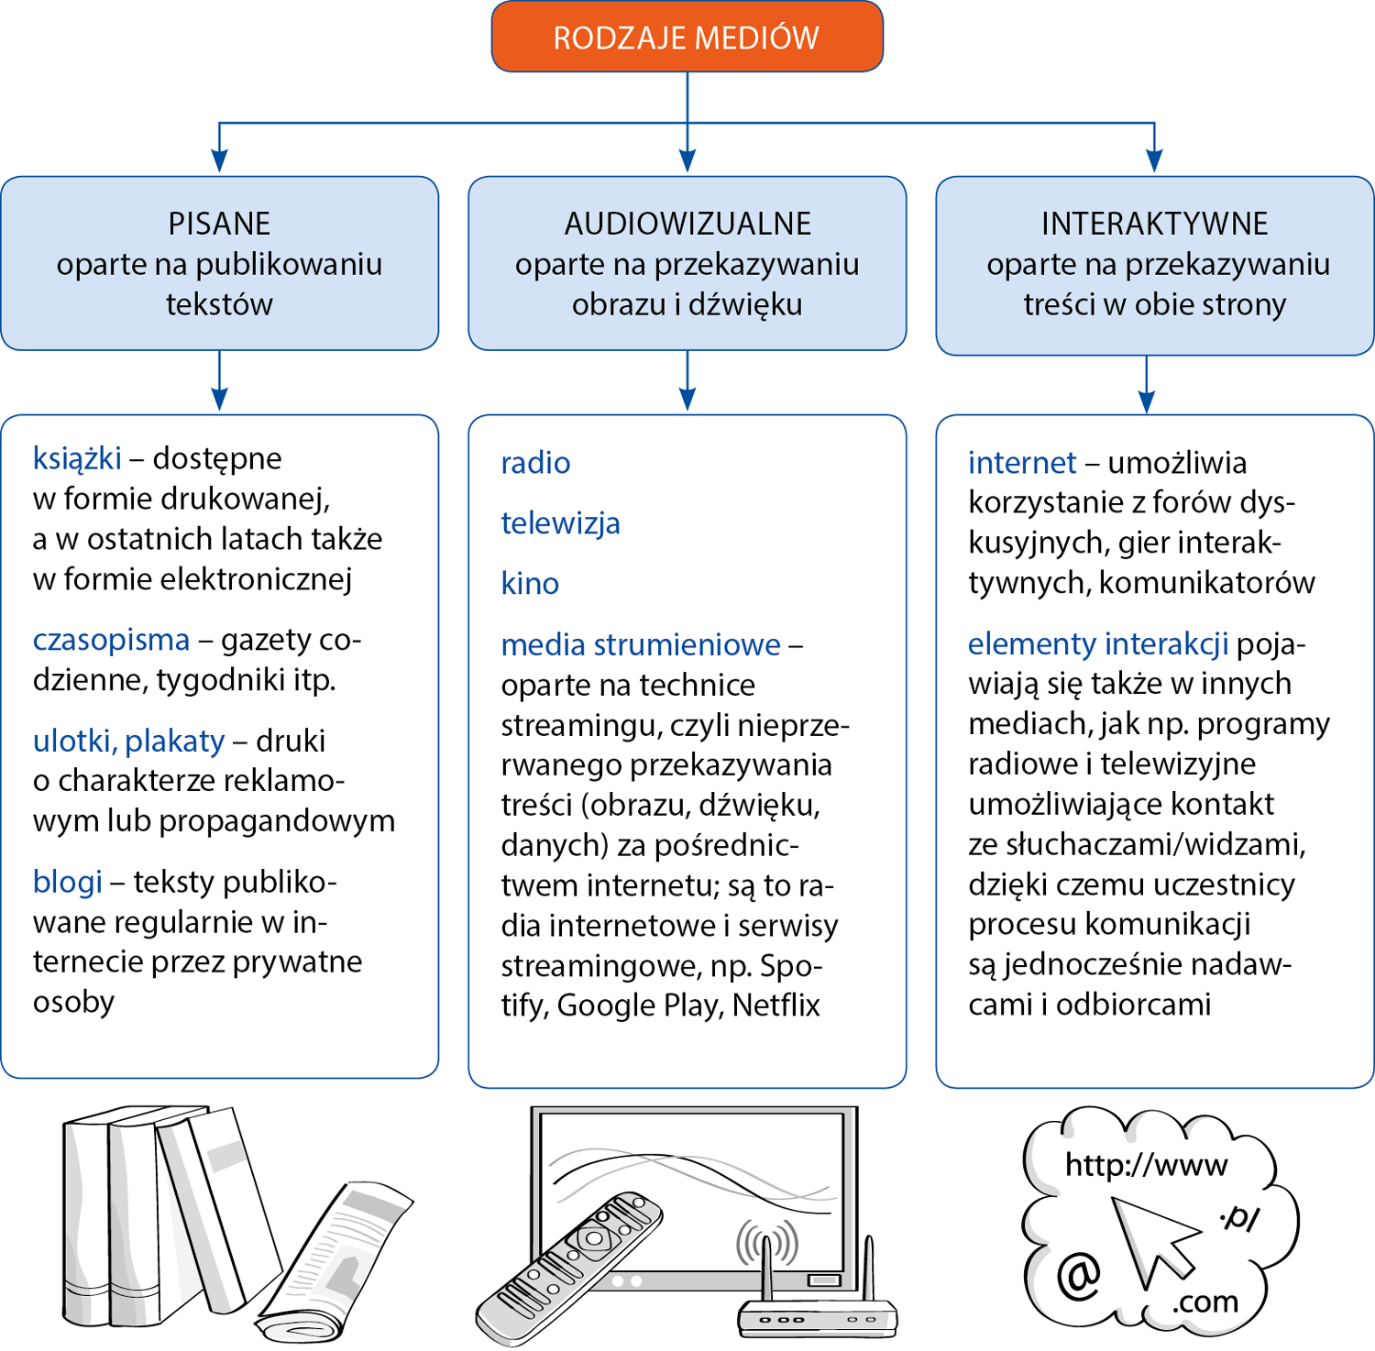 RODZAJE MEDIÓW
PISANE
oparte na publikowaniu
tekstów
AUDIOWIZUALNE
oparte na przekazywaniu
obrazu i dźwięku
INTERAKTYWNE
oparte na przekazywaniu
treści w obie strony
książki – dostępne
w formie drukowanej,
a w ostatnich latach także
w formie elektronicznej
czasopisma – gazety co-
dzienne, tygodniki itp.
ulotki, plakaty – druki
o charakterze reklamo-
wym lub propagandowym
blogi – teksty publiko-
wane regularnie w in-
ternecie przez prywatne
osoby
radio
telewizja
kino
media strumieniowe –
oparte na technice
streamingu, czyli nieprze-
rwanego przekazywania
treści (obrazu, dźwięku,
danych) za pośrednic-
twem internetu; są to ra-
dia internetowe i serwisy
streamingowe, np. Spo-
tify, Google Play, Netflix
internet – umożliwia
korzystanie z forów dys-
kusyjnych, gier interak-
tywnych, komunikatorów
elementy interakcji poja-
wiają się także w innych
mediach, jak np. programy
radiowe i telewizyjne
umożliwiające kontakt
ze słuchaczami/widzami,
dzięki czemu uczestnicy
procesu komunikacji
są jednocześnie nadaw-
cami i odbiorcami
http://www
.pl
@
.com